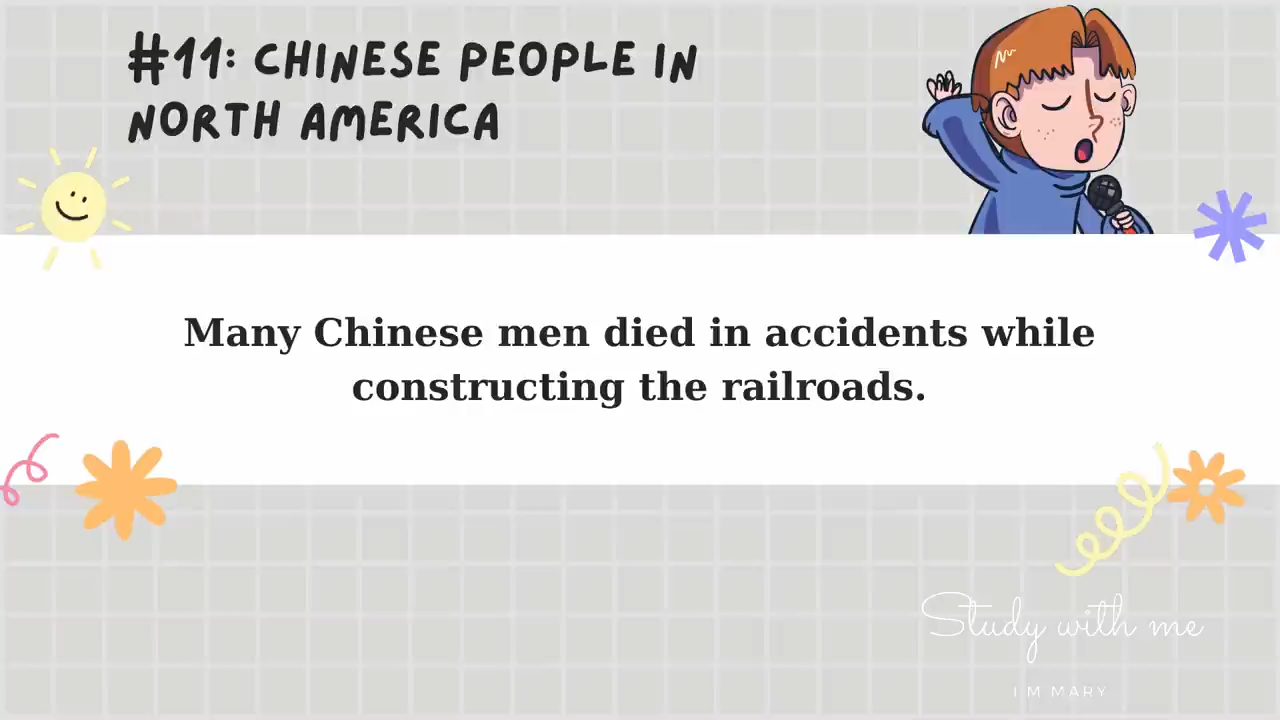 #11: CHINESE PEOPLE IN
NORTH AMERICA
Many Chinese men died in accidents while
constructing the railroads.
Study with me
I M MARY